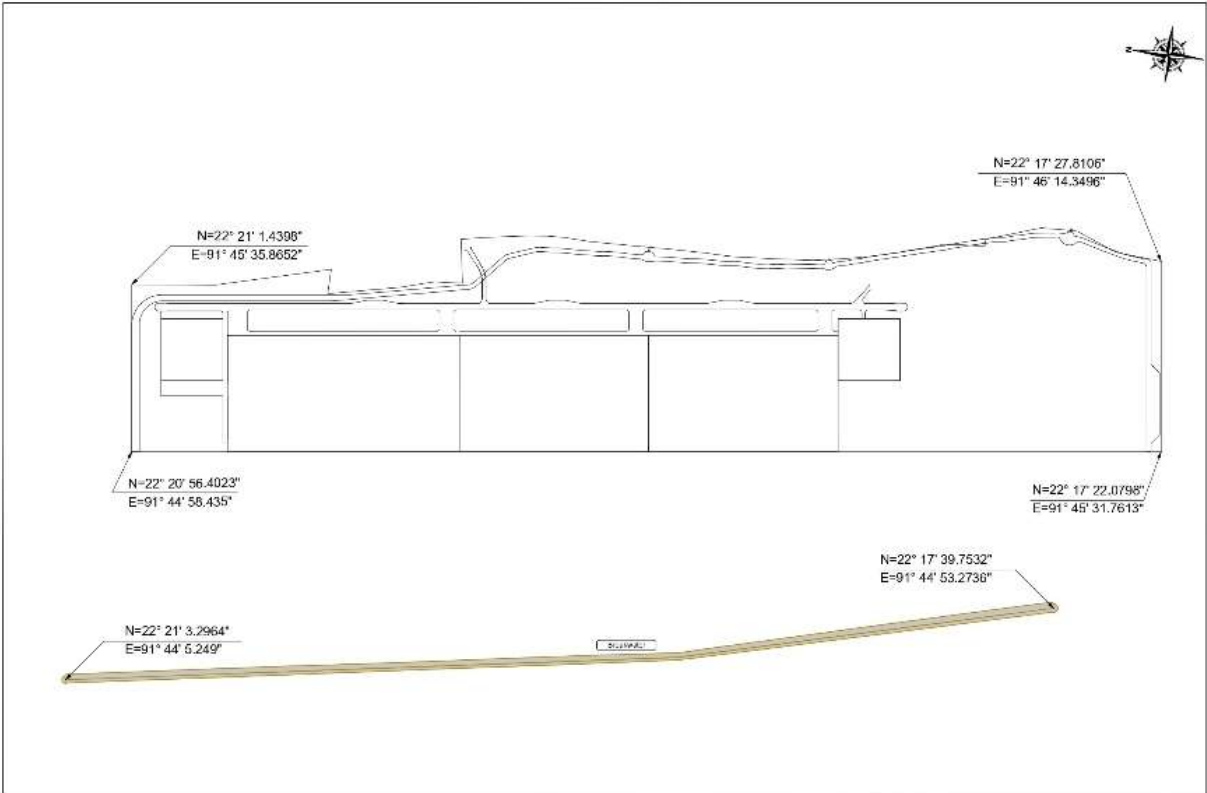 N
N=22° 17' 27.8106"
E=91° 46' 14.3496"
N=22° 21' 1.4398"
E=91° 45' 35.8652"
N=22° 20' 56.4023"
E=91° 44' 58.435"
N=22° 17' 22.0798"
E=91° 45' 31.7613"
N=22° 17' 39.7532"
E=91° 44' 53.2736"
N=22° 21' 3.2964"
E=91° 44' 5.249"
Breakwater